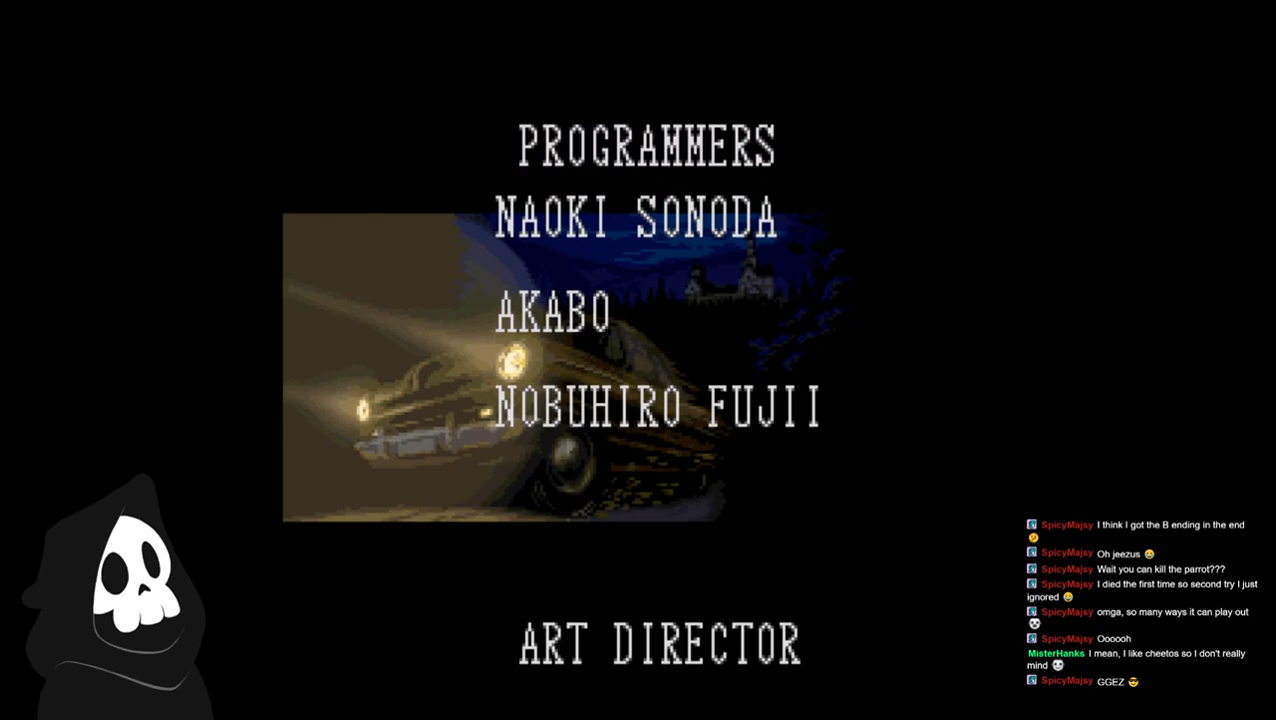 PROGRAMMERS
NAOKI SONODA
AKABO
NOBUHIRO FUJII
ART DIRECTOR
SpicyMajsy I think I got the B ending in the end
🤔
SpicyMajsy Oh jeezus 😅
SpicyMajsy Wait you can kill the parrot???
SpicyMajsy I died the first time so second try I just
ignored 😅
SpicyMajsy omga, so many ways it can play out
💀
SpicyMajsy Oooooh
MisterHanks I mean, I like cheetos so I don't really
mind 💀
SpicyMajsy GGEZ 😎